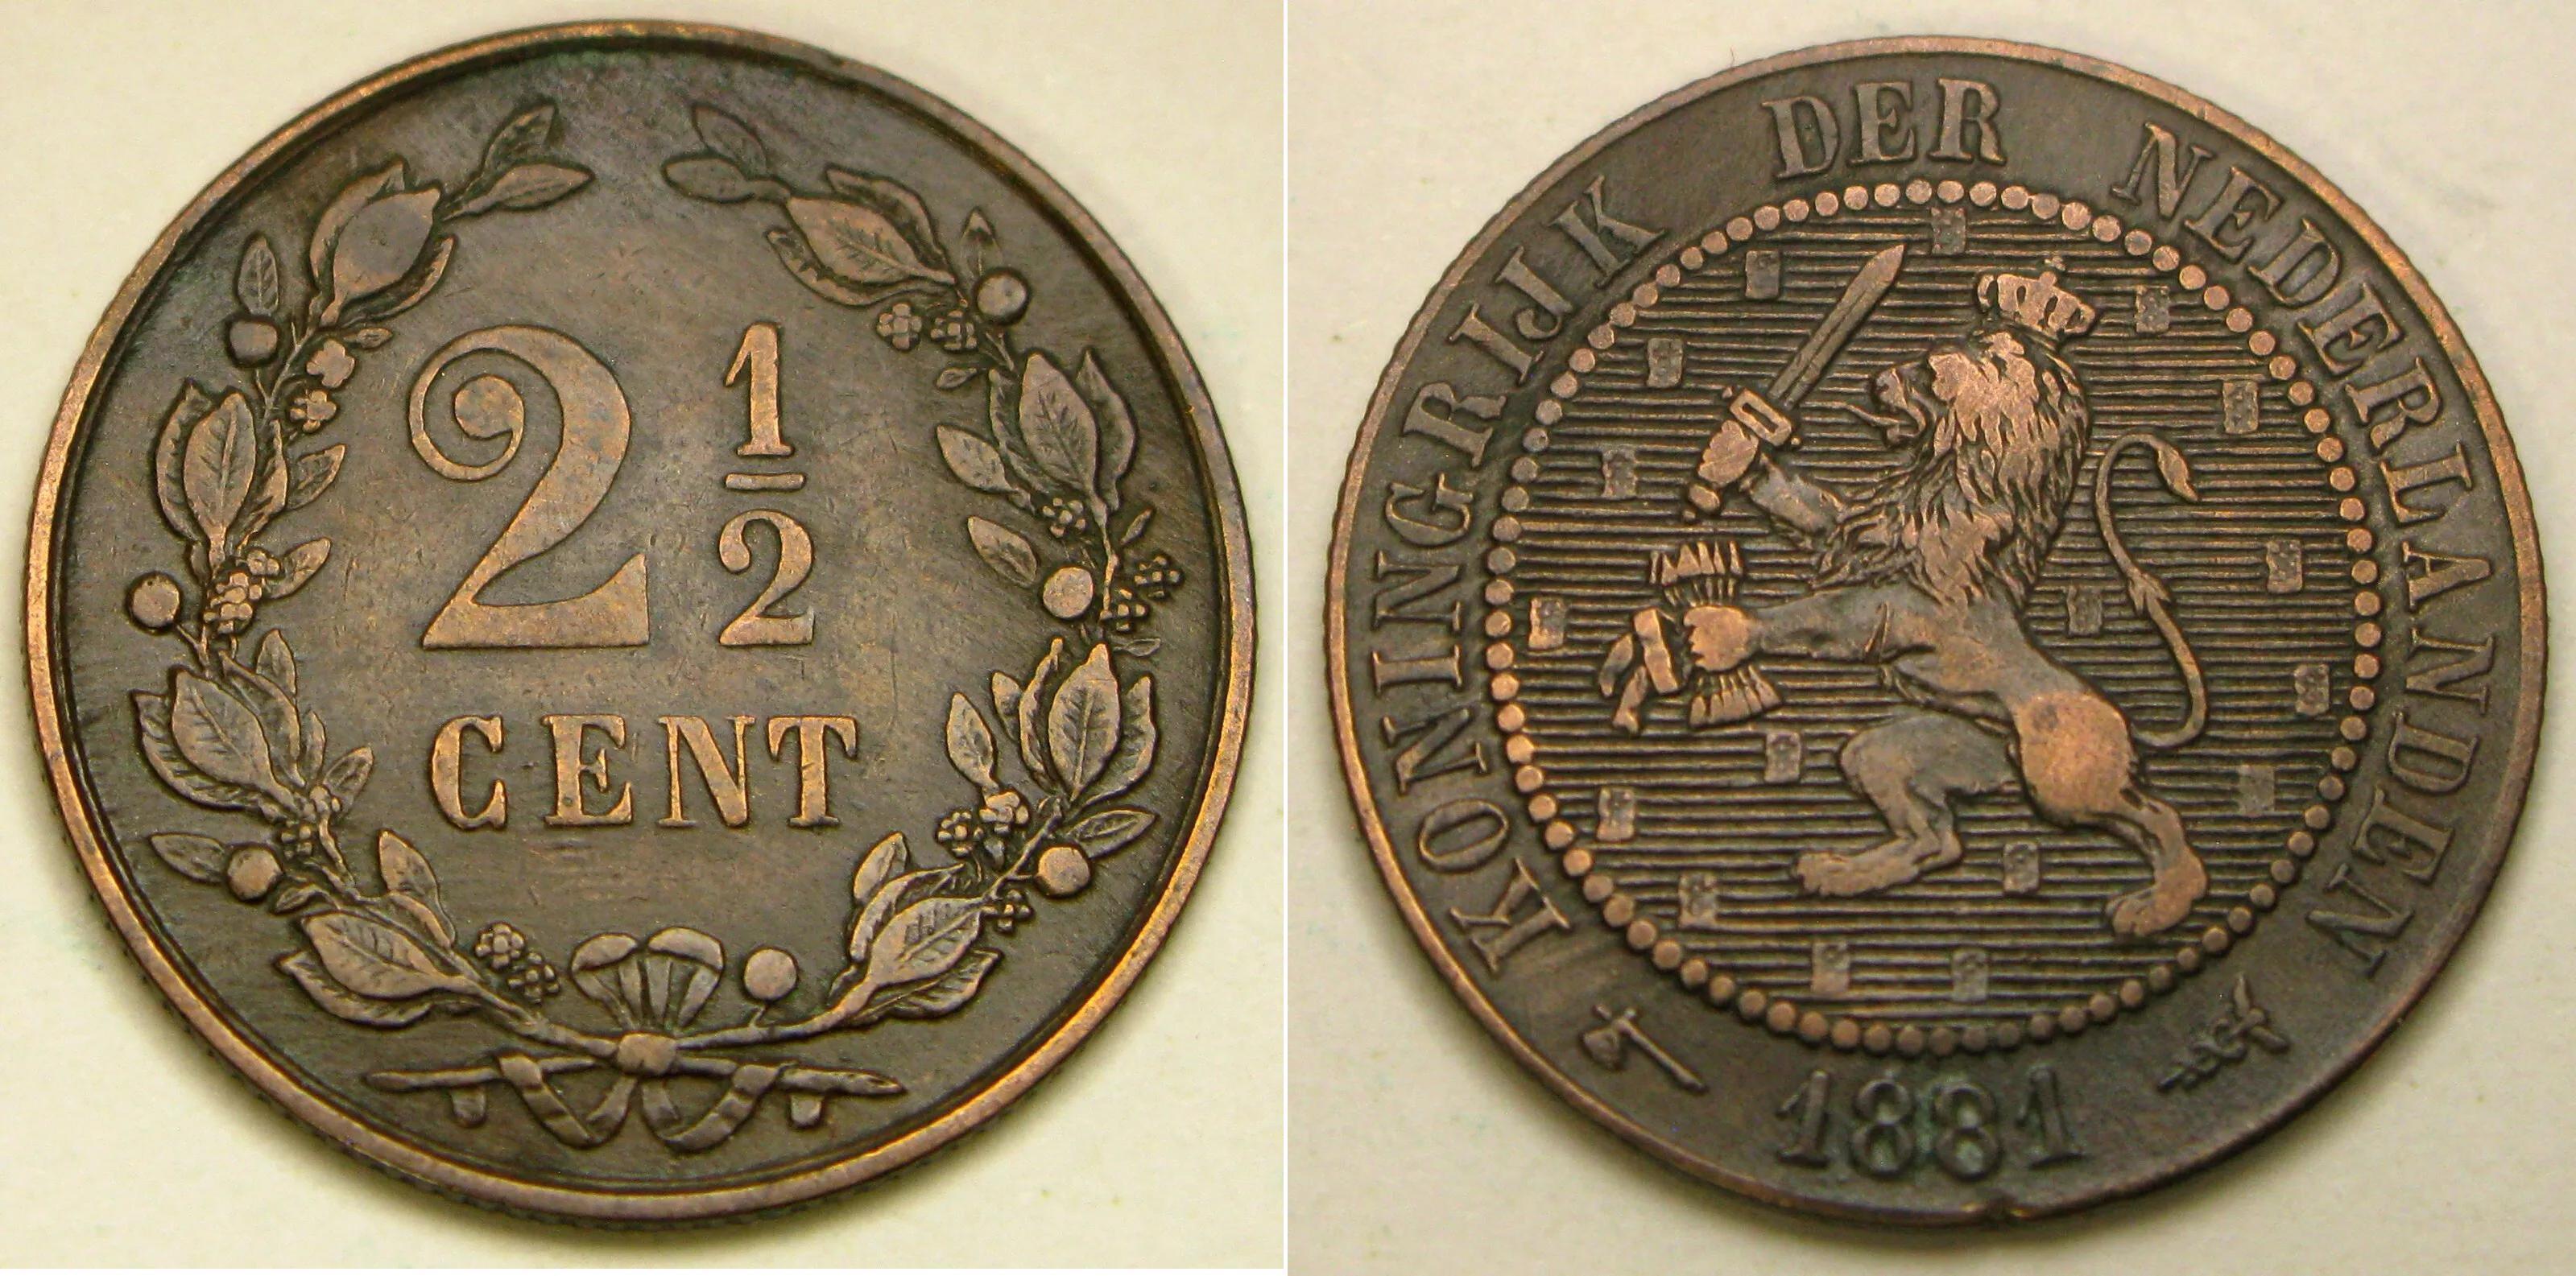 2 1/2
CENT
KONINGRIJK DER NEDERLANDEN
1881